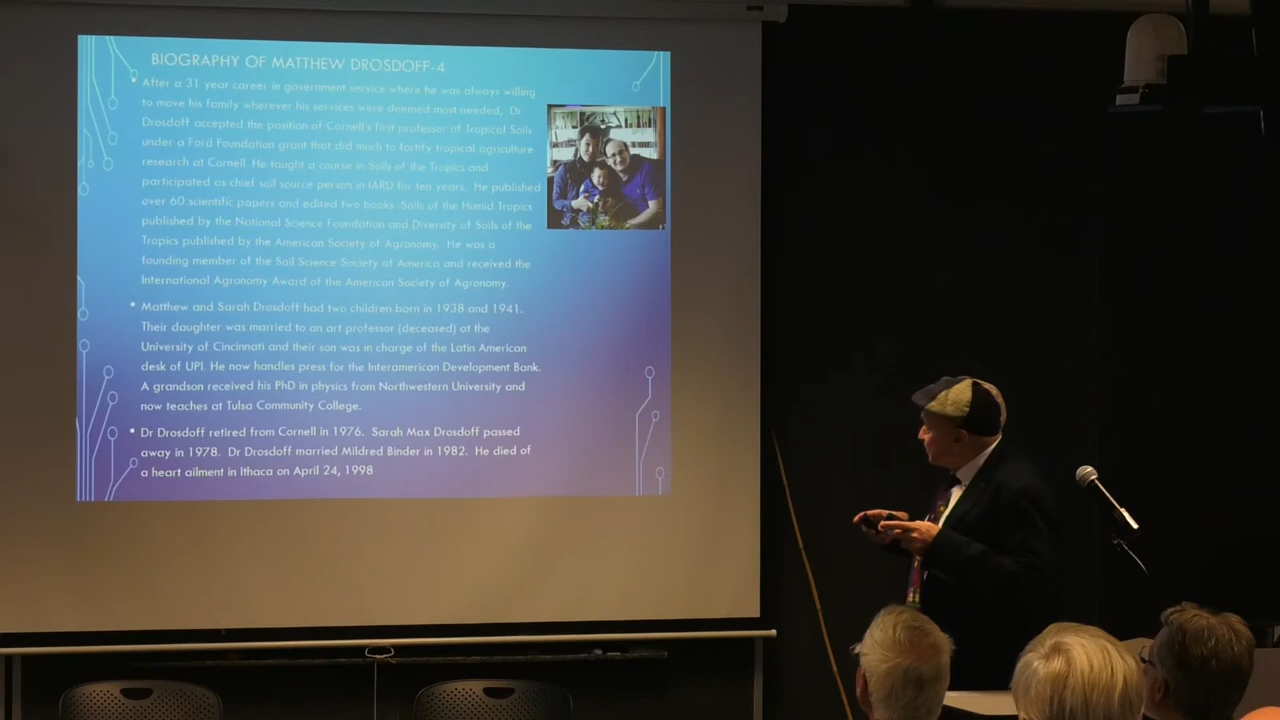 BIOGRAPHY OF MATTHEW DROSDOFF-4
• After a 31 year career in government service where he was always willing
to move his family wherever his services were deemed most needed, Dr
Drosdoff accepted the position of Cornell's first professor of Tropical Soils
under a Ford Foundation grant that did much to fortify tropical agriculture
research at Cornell. He taught a course in Soils of the Tropics and
participated as chief soil source person in IARD for ten years. He published
over 60 scientific papers and edited two books Soils of the Humid Tropics
published by the National Science Foundation and Diversity of Soils of the
Tropics published by the American Society of Agronomy. He was a
founding member of the Soil Science Society of America and received the
International Agronomy Award of the American Society of Agronomy.
• Matthew and Sarah Drosdoff had two children born in 1938 and 1941.
Their daughter was married to an art professor (deceased) at the
University of Cincinnati and their son was in charge of the Latin American
desk of UPI. He now handles press for the Interamerican Development Bank.
A grandson received his PhD in physics from Northwestern University and
now teaches at Tulsa Community College.
• Dr Drosdoff retired from Cornell in 1976. Sarah Max Drosdoff passed
away in 1978. Dr Drosdoff married Mildred Binder in 1982. He died of
a heart ailment in Ithaca on April 24, 1998